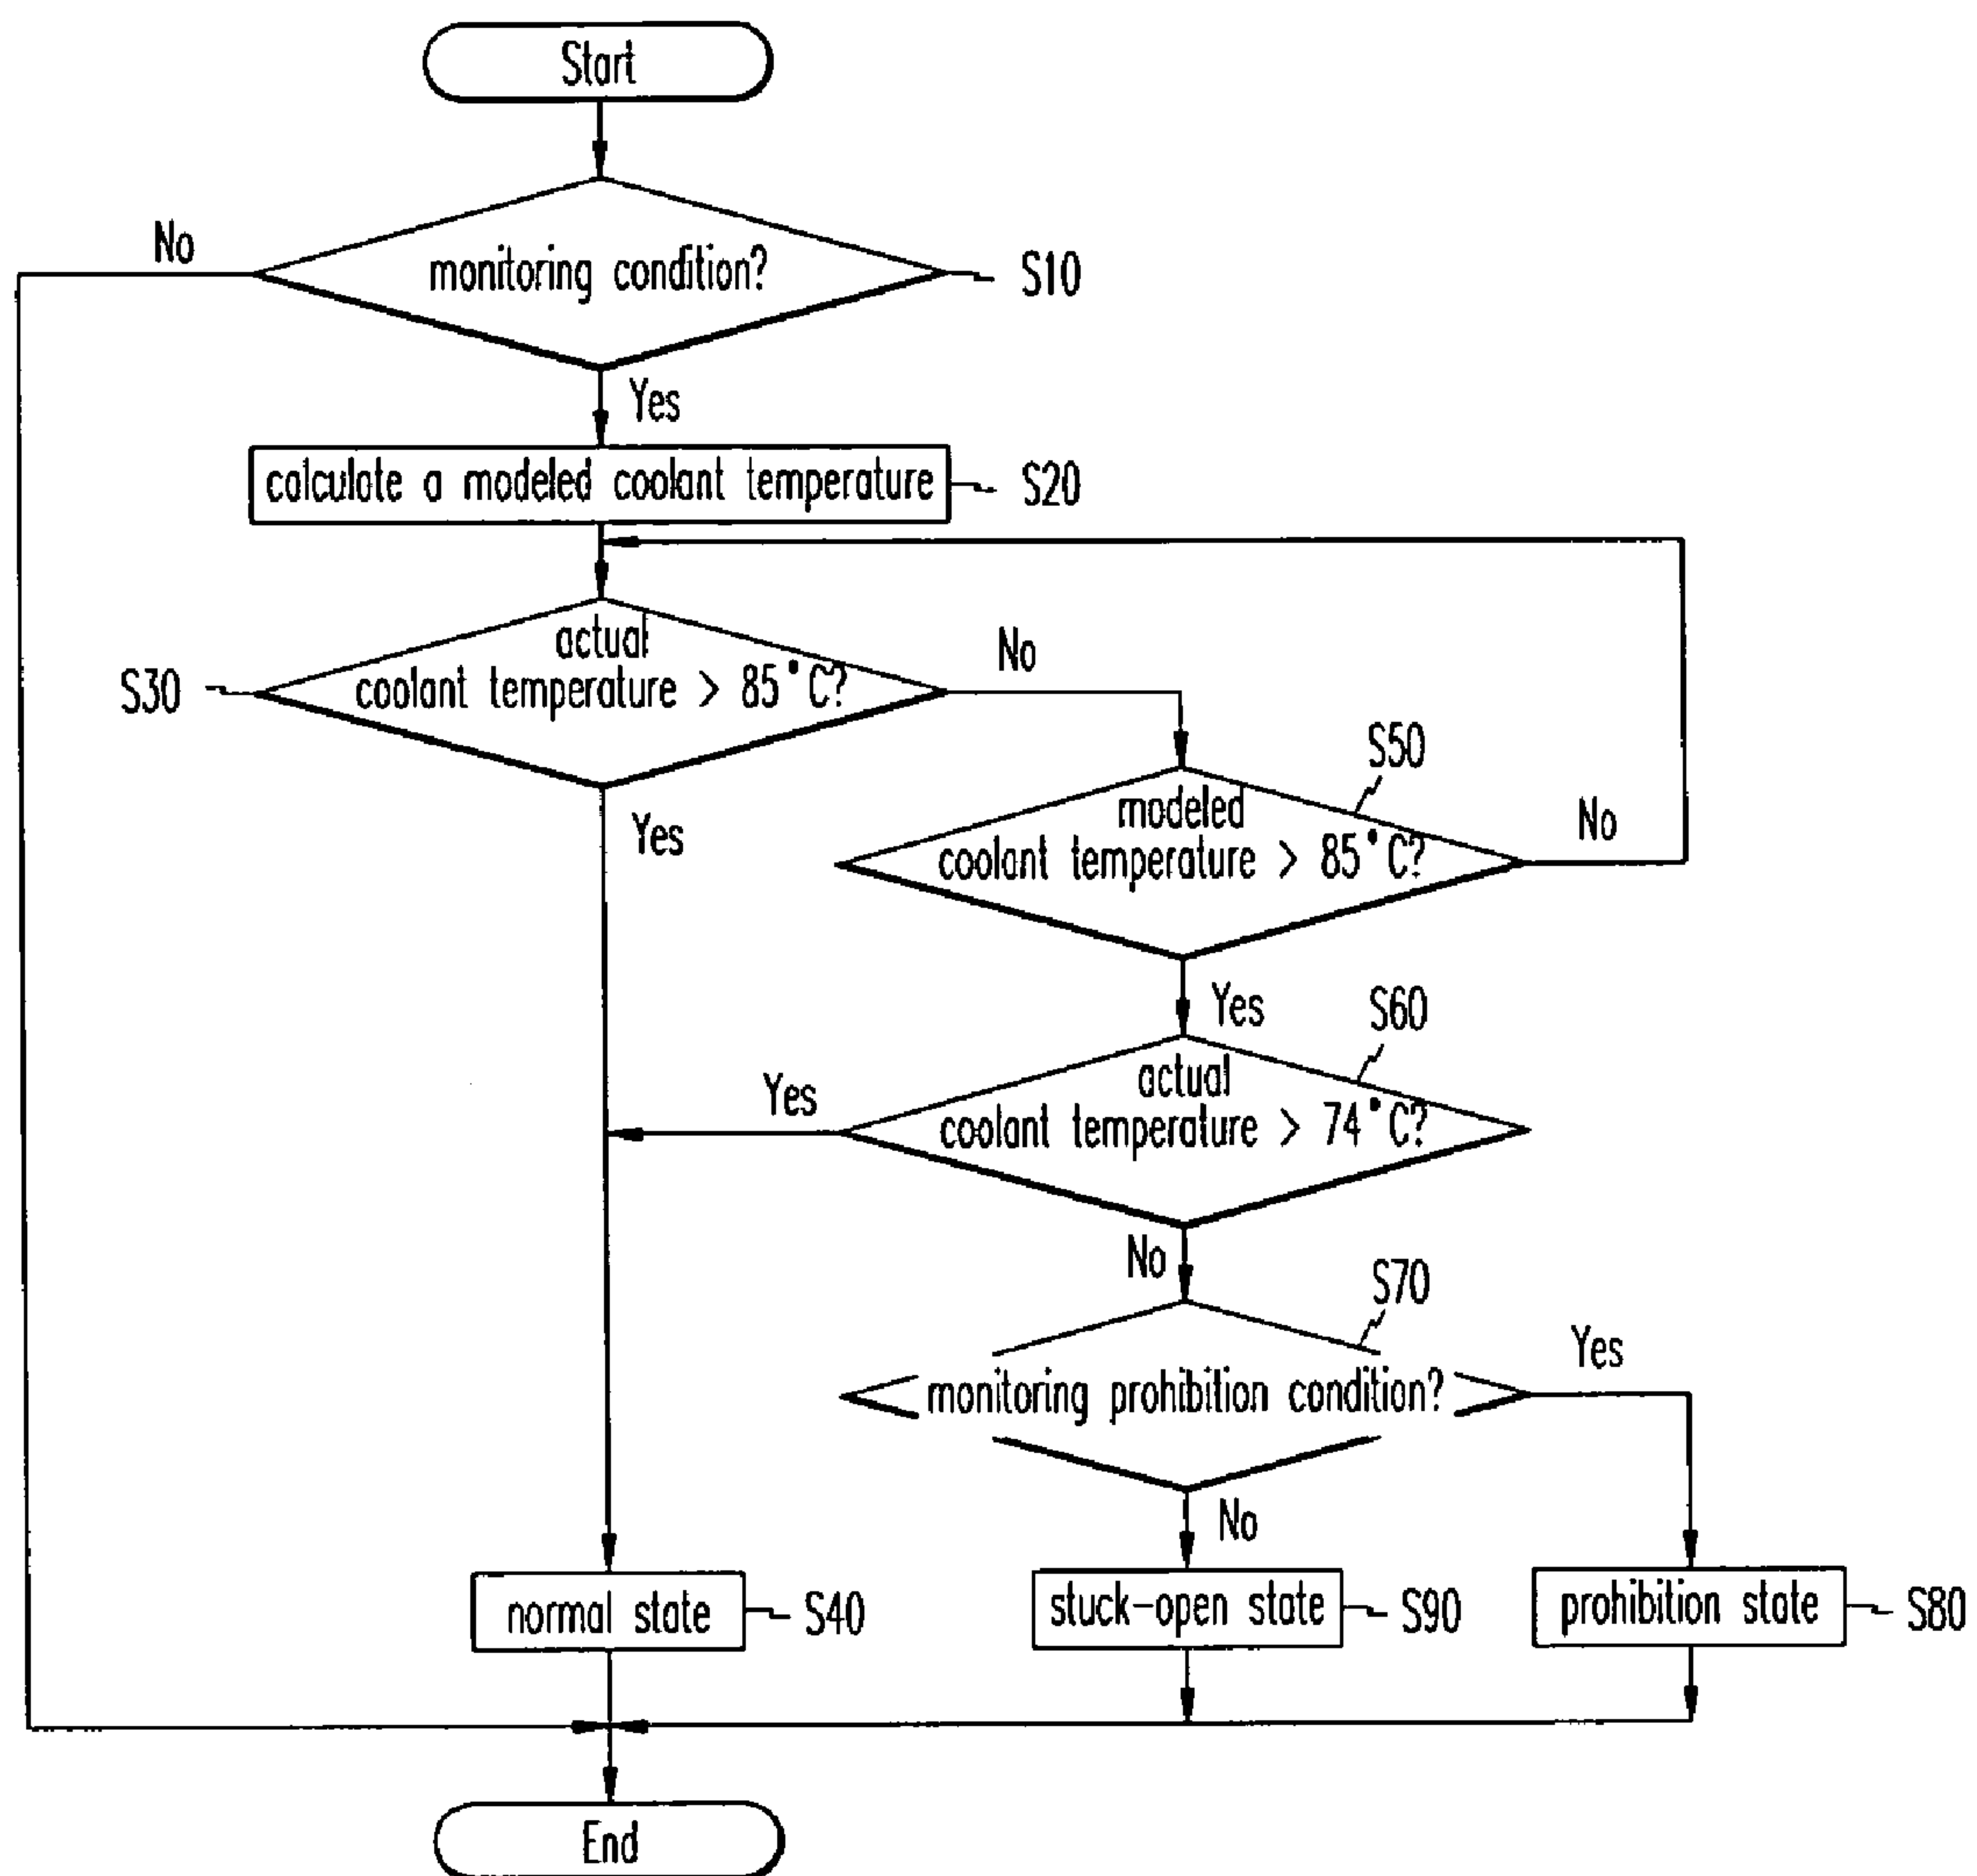 Start
No
monitoring condition?
S10
Yes
calculate a modeled coolant temperature
S20
actual
coolant temperature > 85°C?
S30
No
Yes
S50
modeled
coolant temperature > 85°C?
No
Yes
S60
actual
coolant temperature > 74°C?
Yes
No
S70
monitoring prohibition condition?
Yes
No
normal state
S40
stuck-open state
S90
prohibition state
S80
End